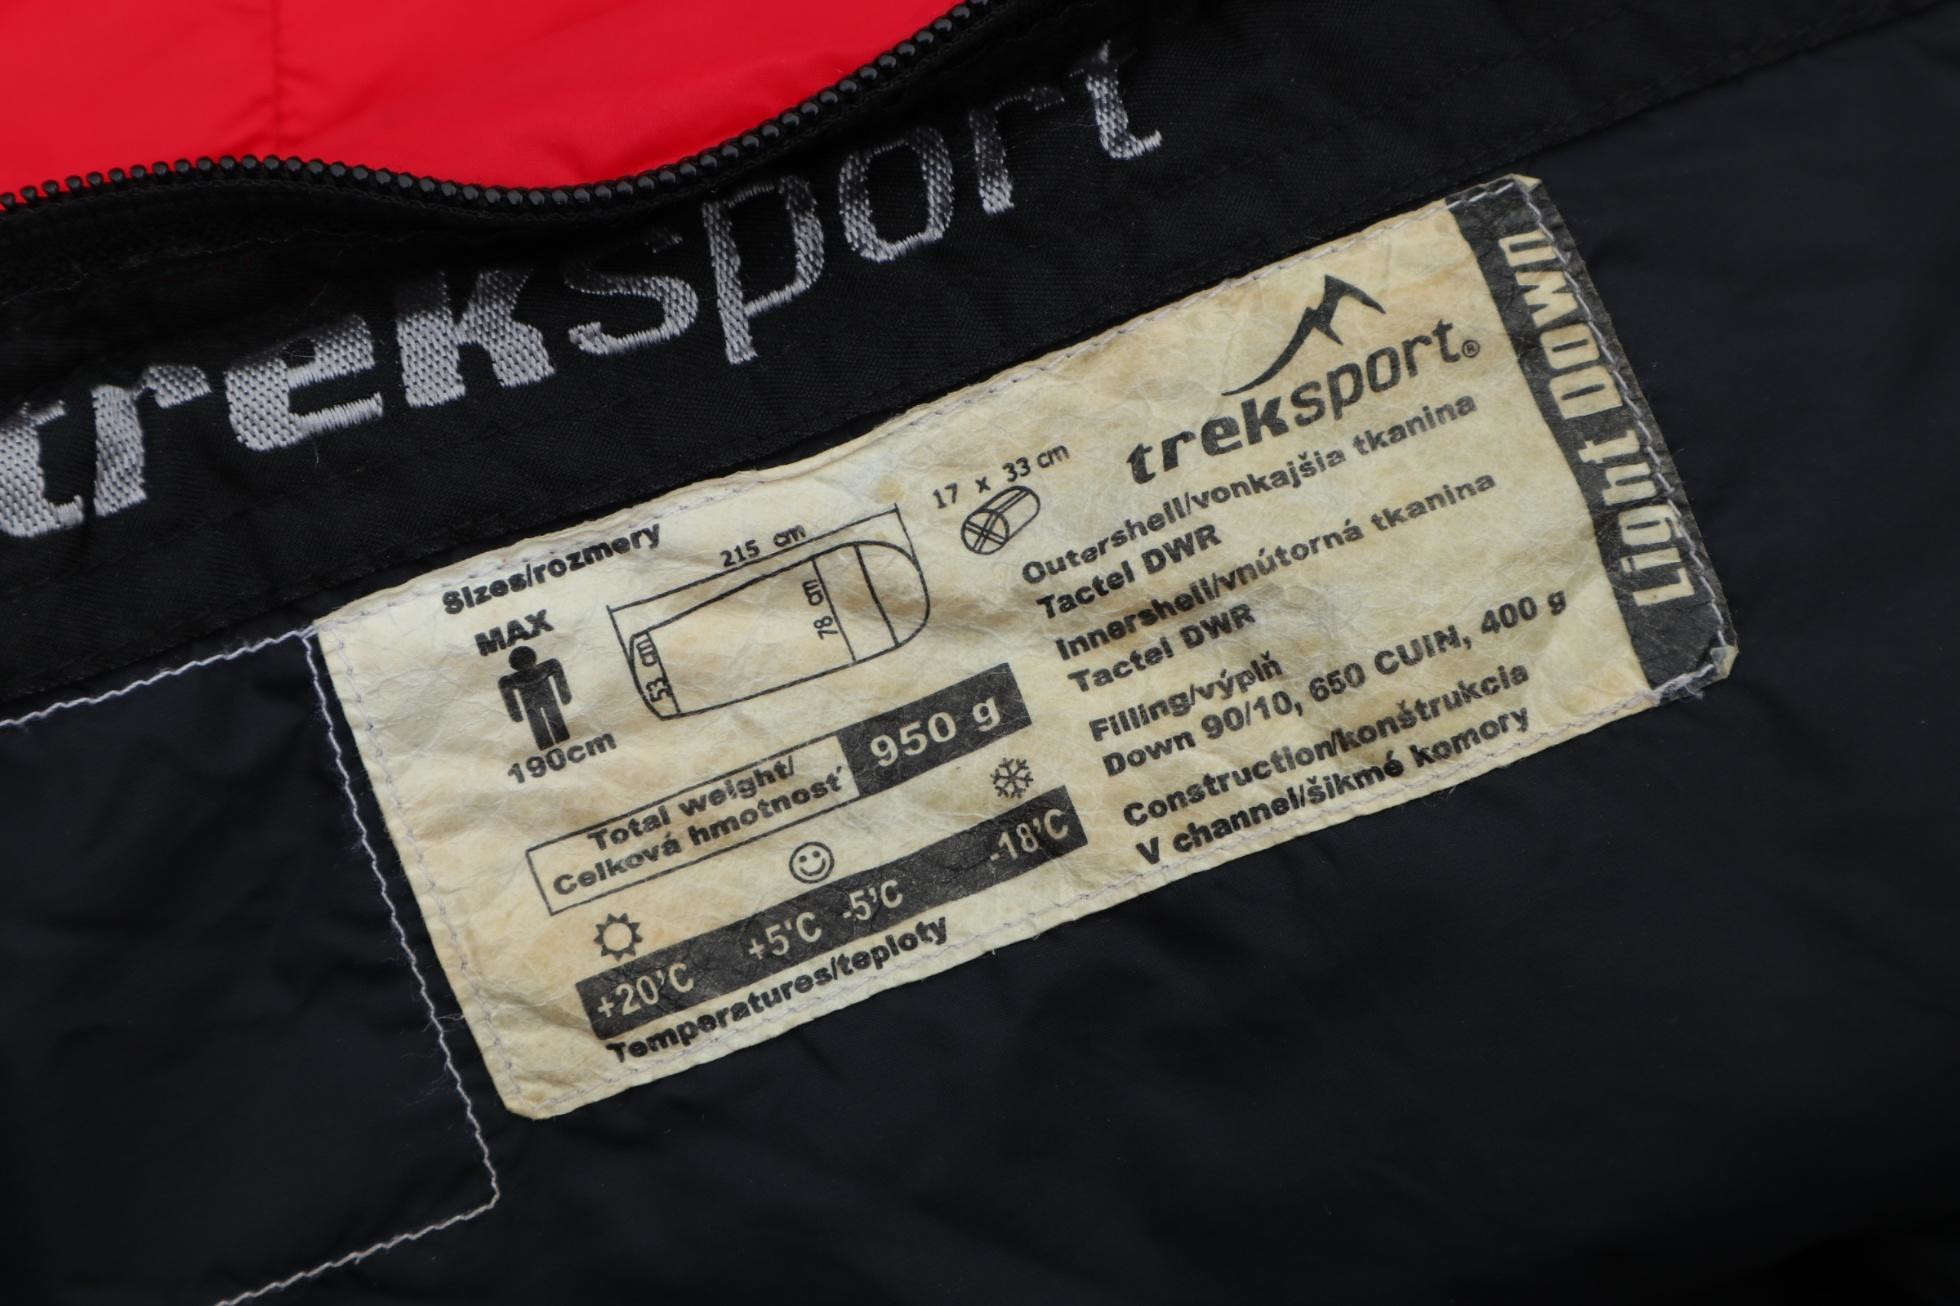 treksport
Light Down
treksport®
Sizes/rozmery
MAX
190cm
215 cm
78 cm
53 cm
17 x 33 cm
Total weight/
Celková hmotnosť
950 g
+20°C +5°C -5°C -18°C
Temperatures/teploty
Outershell/vonkajšia tkanina
Tactel DWR
Innershell/vnútorná tkanina
Tactel DWR
Filling/výplň
Down 90/10, 650 CUIN, 400 g
Construction/konštrukcia
V channel/šikmé komory